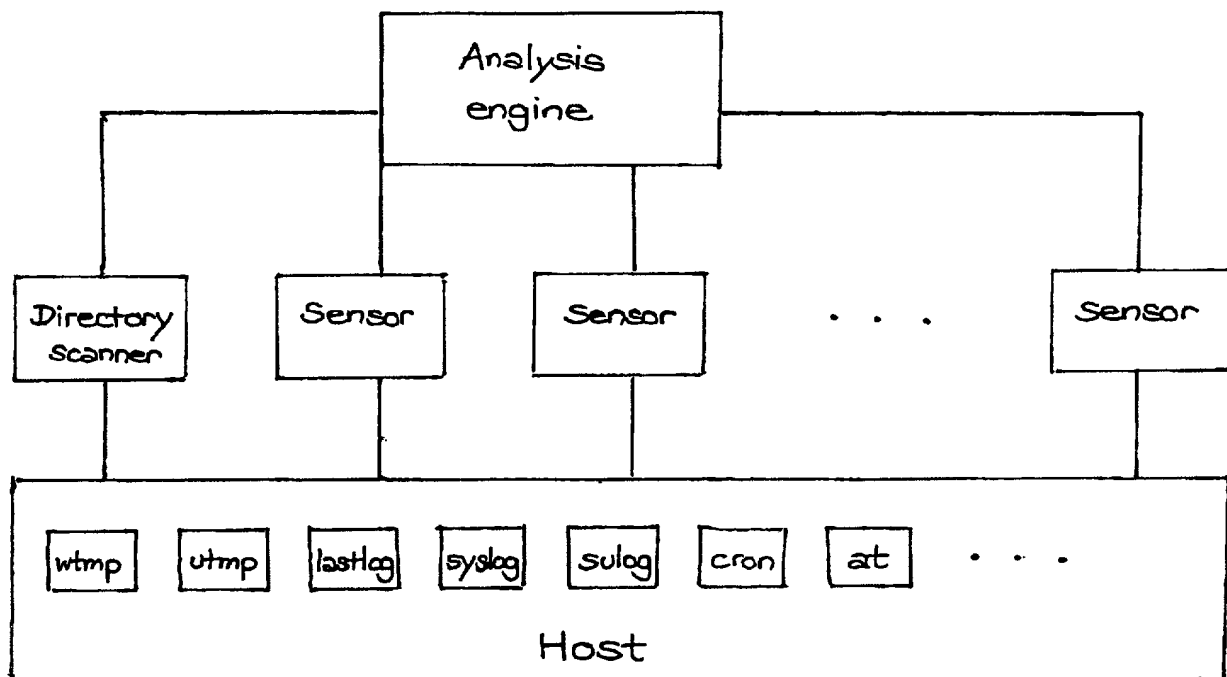 Analysis
engine
Directory
scanner
Sensor
Sensor
. . .
Sensor
wtmp
utmp
lastlog
syslog
sulog
cron
at
. . .
Host